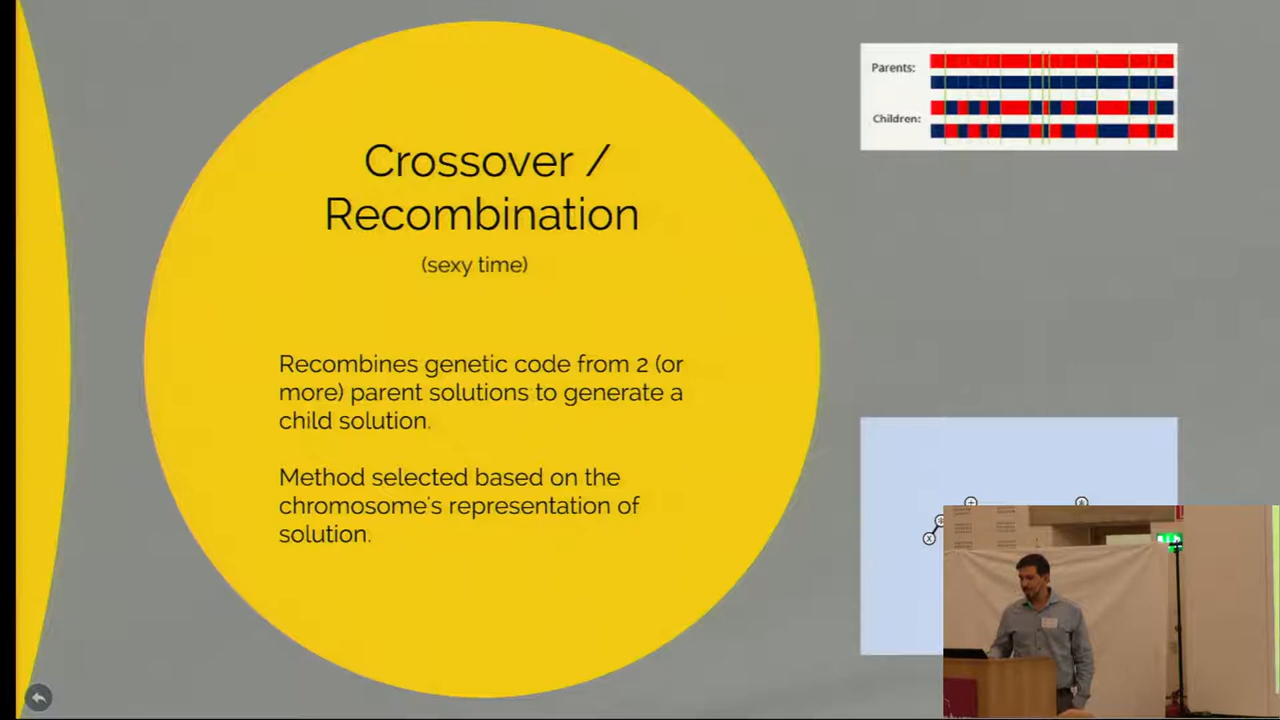 Crossover /
Recombination
(sexy time)
Recombines genetic code from 2 (or
more) parent solutions to generate a
child solution.
Method selected based on the
chromosome's representation of
solution.
Parents:
Children: